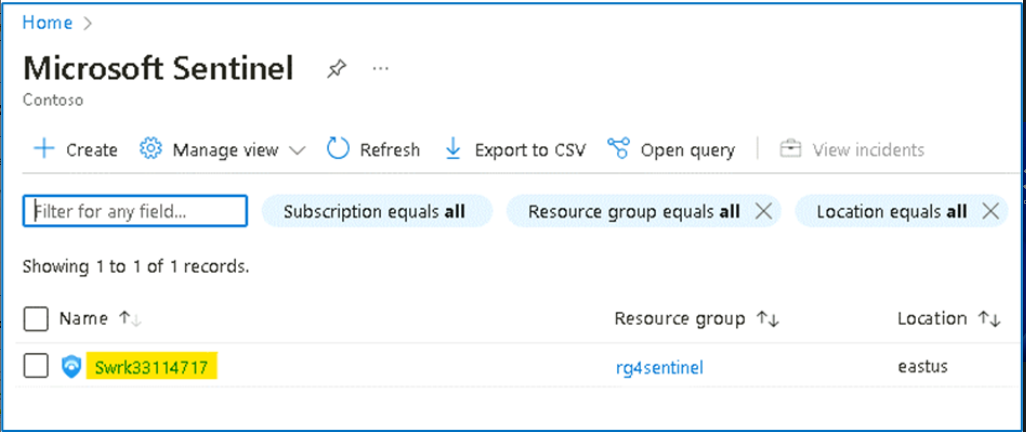 Home >
Microsoft Sentinel ...
Contoso
+ Create Manage view Refresh Export to CSV Open query View incidents
Filter for any field... Subscription equals all Resource group equals all × Location equals all ×
Showing 1 to 1 of 1 records.
Name ↑↓ Resource group ↑↓ Location ↑↓
Swrk33114717 rg4sentinel eastus